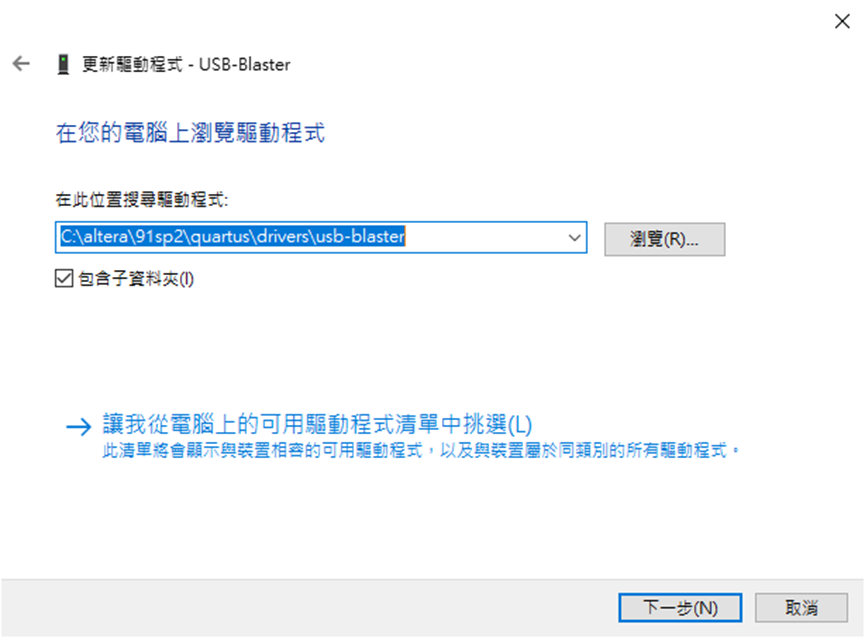 更新驅動程式 - USB-Blaster
在您的電腦上瀏覽驅動程式
在此位置搜尋驅動程式:
C:\altera\91sp2\quartus\drivers\usb-blaster
瀏覽(R)...
包含子資料夾(I)
讓我從電腦上的可用驅動程式清單中挑選(L)
此清單將會顯示與裝置相容的可用驅動程式，以及與裝置屬於同類別的所有驅動程式。
下一步(N)
取消